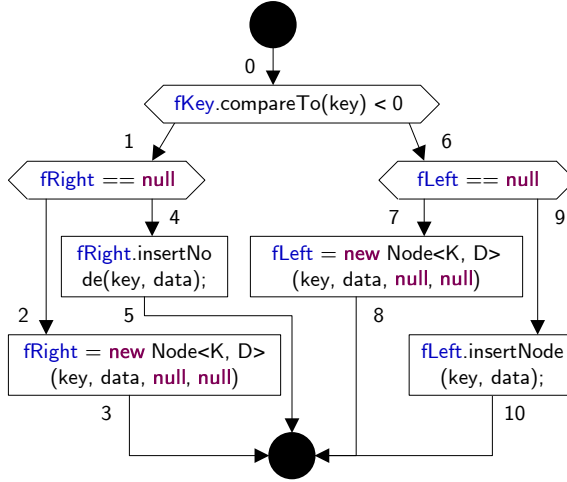 0
fKey.compareTo(key) < 0
1
6
fRight == null
fLeft == null
4
7
9
fRight.insertNo
de(key, data);
fLeft = new Node<K, D>
(key, data, null, null)
2
5
8
fRight = new Node<K, D>
(key, data, null, null)
fLeft.insertNode
(key, data);
3
10